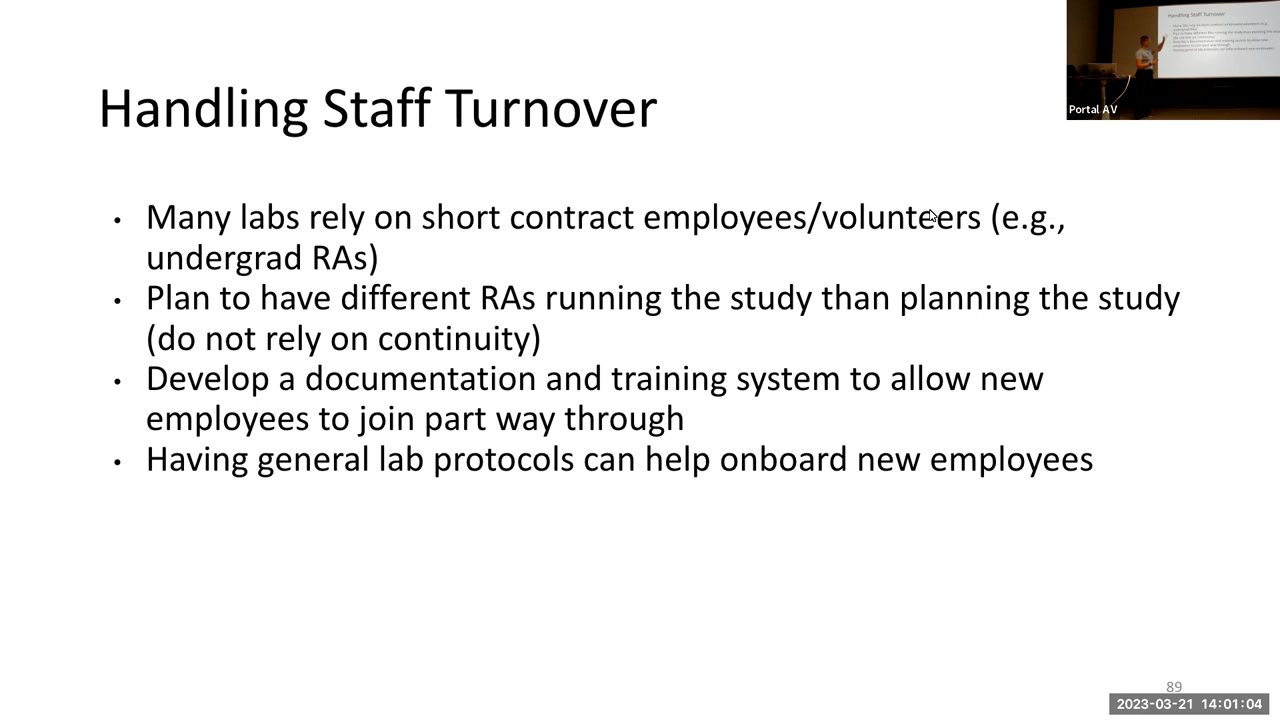 Handling Staff Turnover
Portal AV
Handling Staff Turnover
• Many labs rely on short contract employees/volunteers (e.g.,
undergrad RAs)
• Plan to have different RAs running the study than planning the study
(do not rely on continuity)
• Develop a documentation and training system to allow new
employees to join part way through
• Having general lab protocols can help onboard new employees
89
2023-03-21 14:01:04